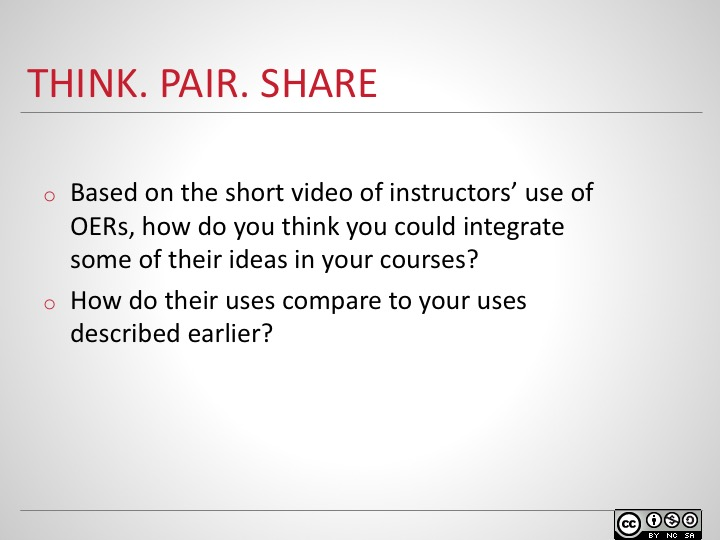 THINK. PAIR. SHARE
o Based on the short video of instructors’ use of
OERs, how do you think you could integrate
some of their ideas in your courses?
o How do their uses compare to your uses
described earlier?
cc
BY NC SA